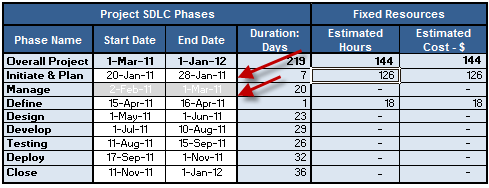 Project SDLC Phases Fixed Resources
Phase Name Start Date End Date Duration: Days Estimated Hours Estimated Cost - $
Overall Project 1-Mar-11 1-Jan-12 219 144 144
Initiate & Plan 20-Jan-11 28-Jan-11 7 126 126
Manage 2-Feb-11 1-Mar-11 20 - -
Define 15-Apr-11 16-Apr-11 1 18 18
Design 1-May-11 1-Jun-11 23 - -
Develop 1-Jul-11 10-Aug-11 29 - -
Testing 11-Aug-11 15-Sep-11 26 - -
Deploy 17-Sep-11 1-Nov-11 32 - -
Close 11-Nov-11 1-Jan-12 36 - -